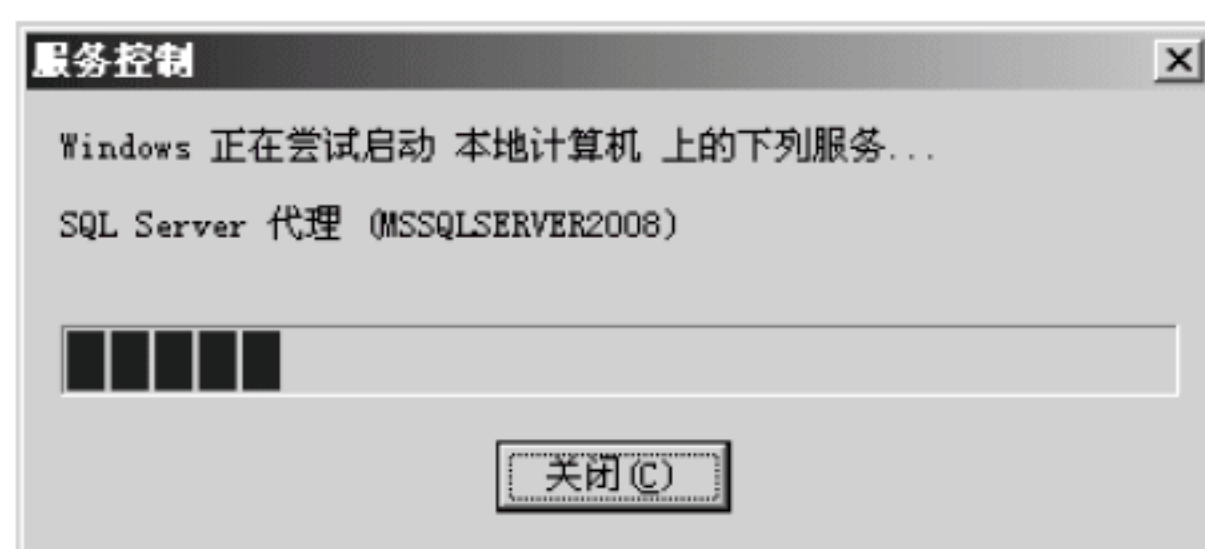 服务控制
Windows 正在尝试启动 本地计算机 上的下列服务...
SQL Server 代理 (MSSQLSERVER2008)
关闭(C)